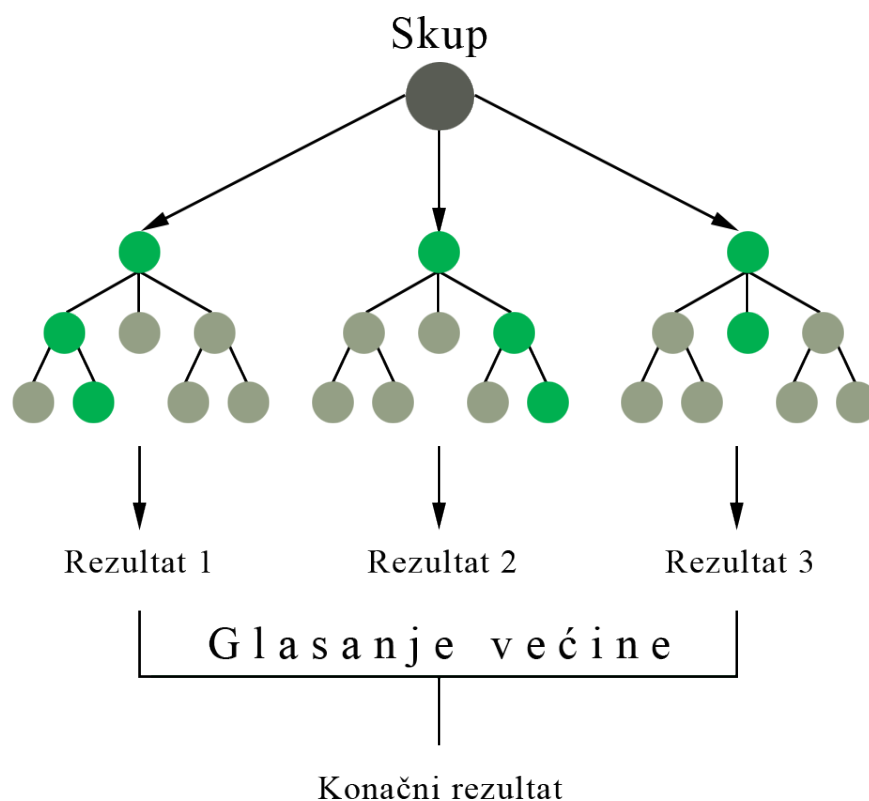 Skup
Rezultat 1
Rezultat 2
Rezultat 3
Glasanje većine
Konačni rezultat